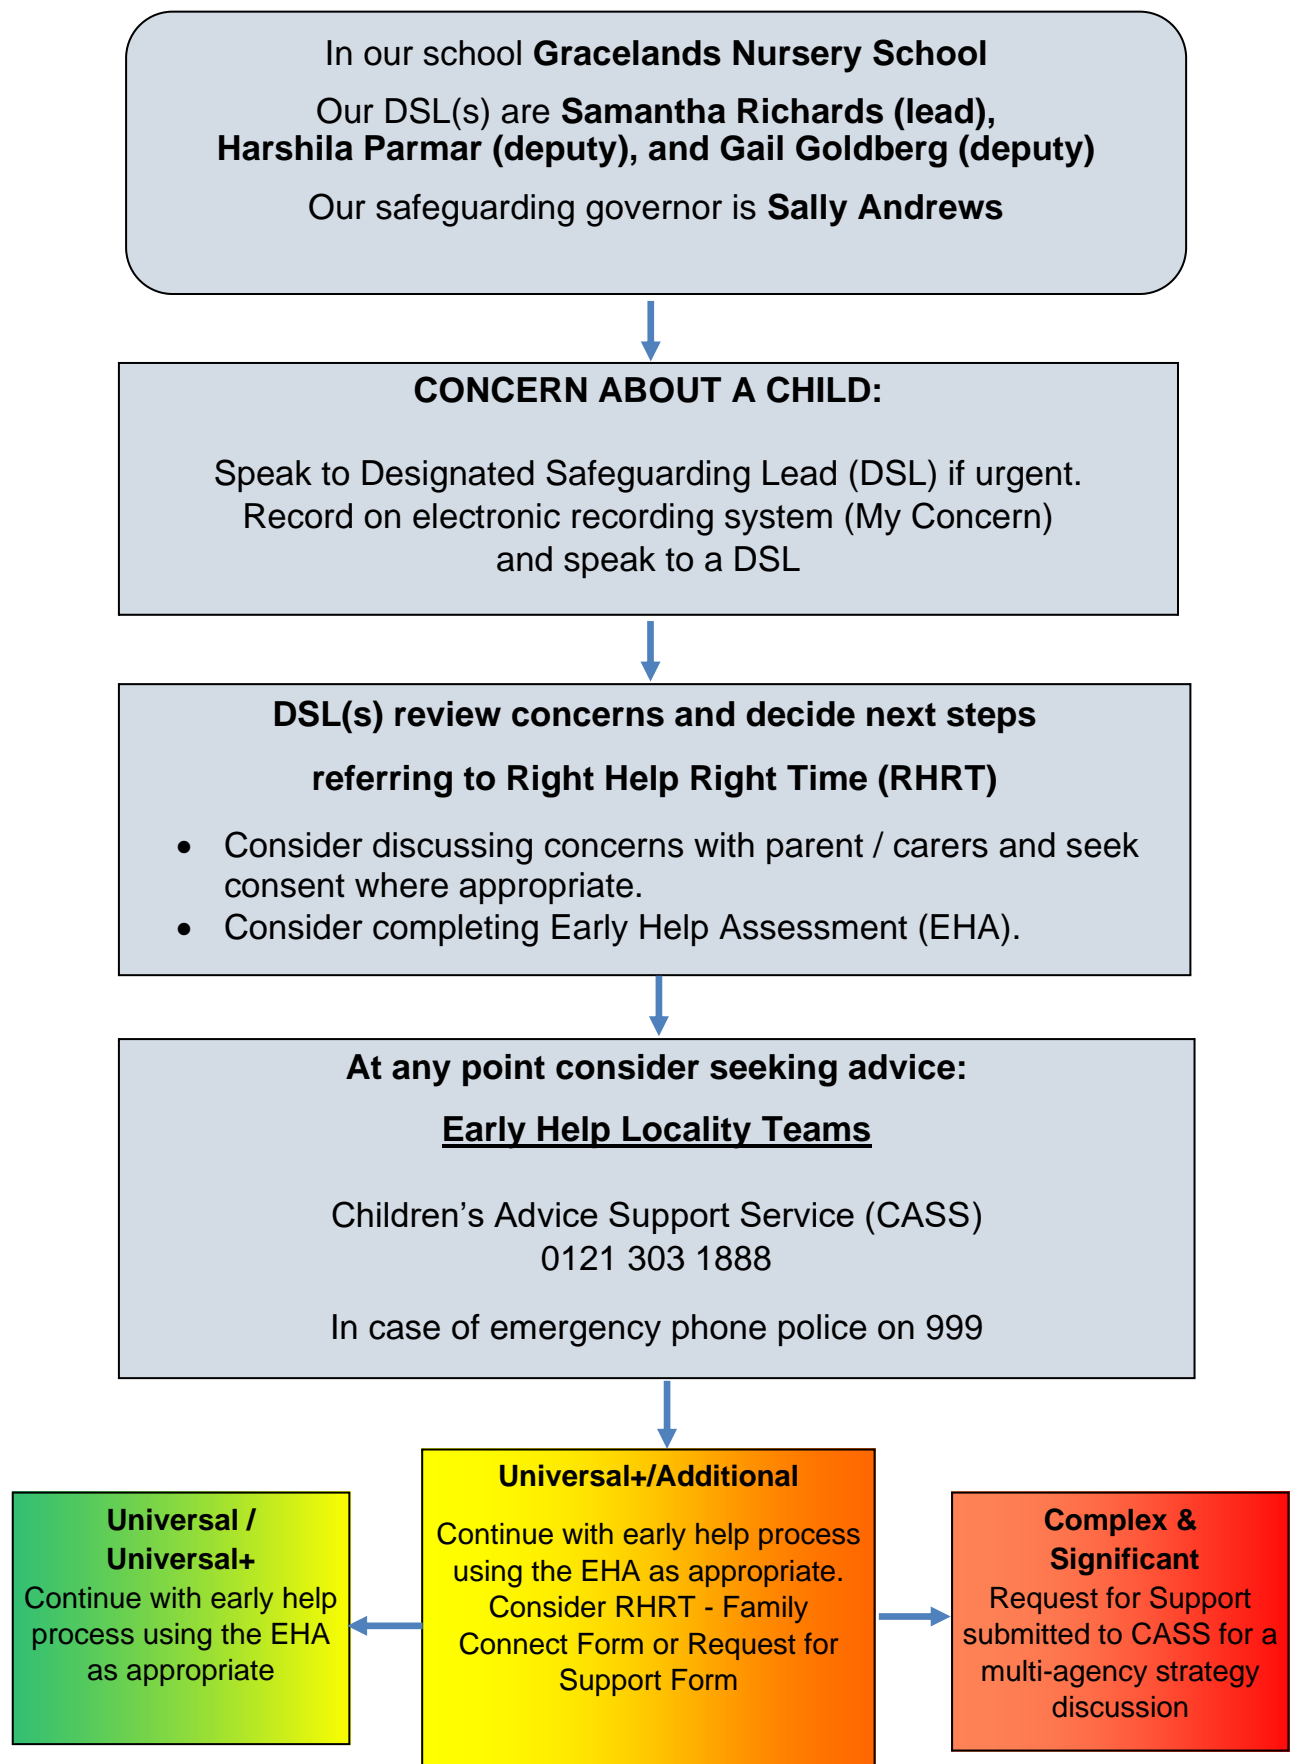 In our school Gracelands Nursery School
Our DSL(s) are Samantha Richards (lead),
Harshila Parmar (deputy), and Gail Goldberg (deputy)
Our safeguarding governor is Sally Andrews
CONCERN ABOUT A CHILD:
Speak to Designated Safeguarding Lead (DSL) if urgent.
Record on electronic recording system (My Concern)
and speak to a DSL
DSL(s) review concerns and decide next steps
referring to Right Help Right Time (RHRT)
• Consider discussing concerns with parent / carers and seek
consent where appropriate.
• Consider completing Early Help Assessment (EHA).
At any point consider seeking advice:
Early Help Locality Teams
Children’s Advice Support Service (CASS)
0121 303 1888
In case of emergency phone police on 999
Universal /
Universal+
Continue with early help
process using the EHA
as appropriate
Universal+/Additional
Continue with early help process
using the EHA as appropriate.
Consider RHRT - Family
Connect Form or Request for
Support Form
Complex &
Significant
Request for Support
submitted to CASS for a
multi-agency strategy
discussion